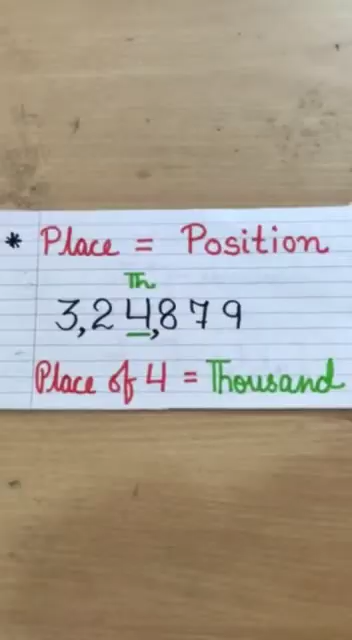 * Place = Position
Th
3,24,879
Place of 4 = Thousand